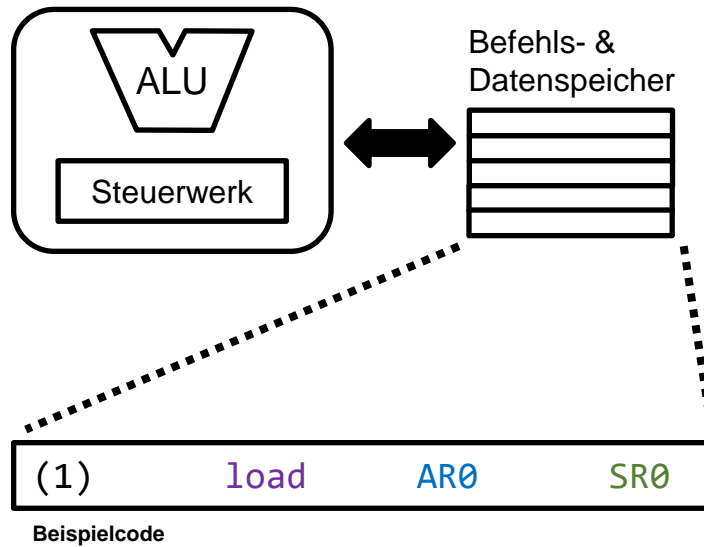 ALU
Steuerwerk
Befehls- &
Datenspeicher
(1) load AR0 SR0
Beispielcode